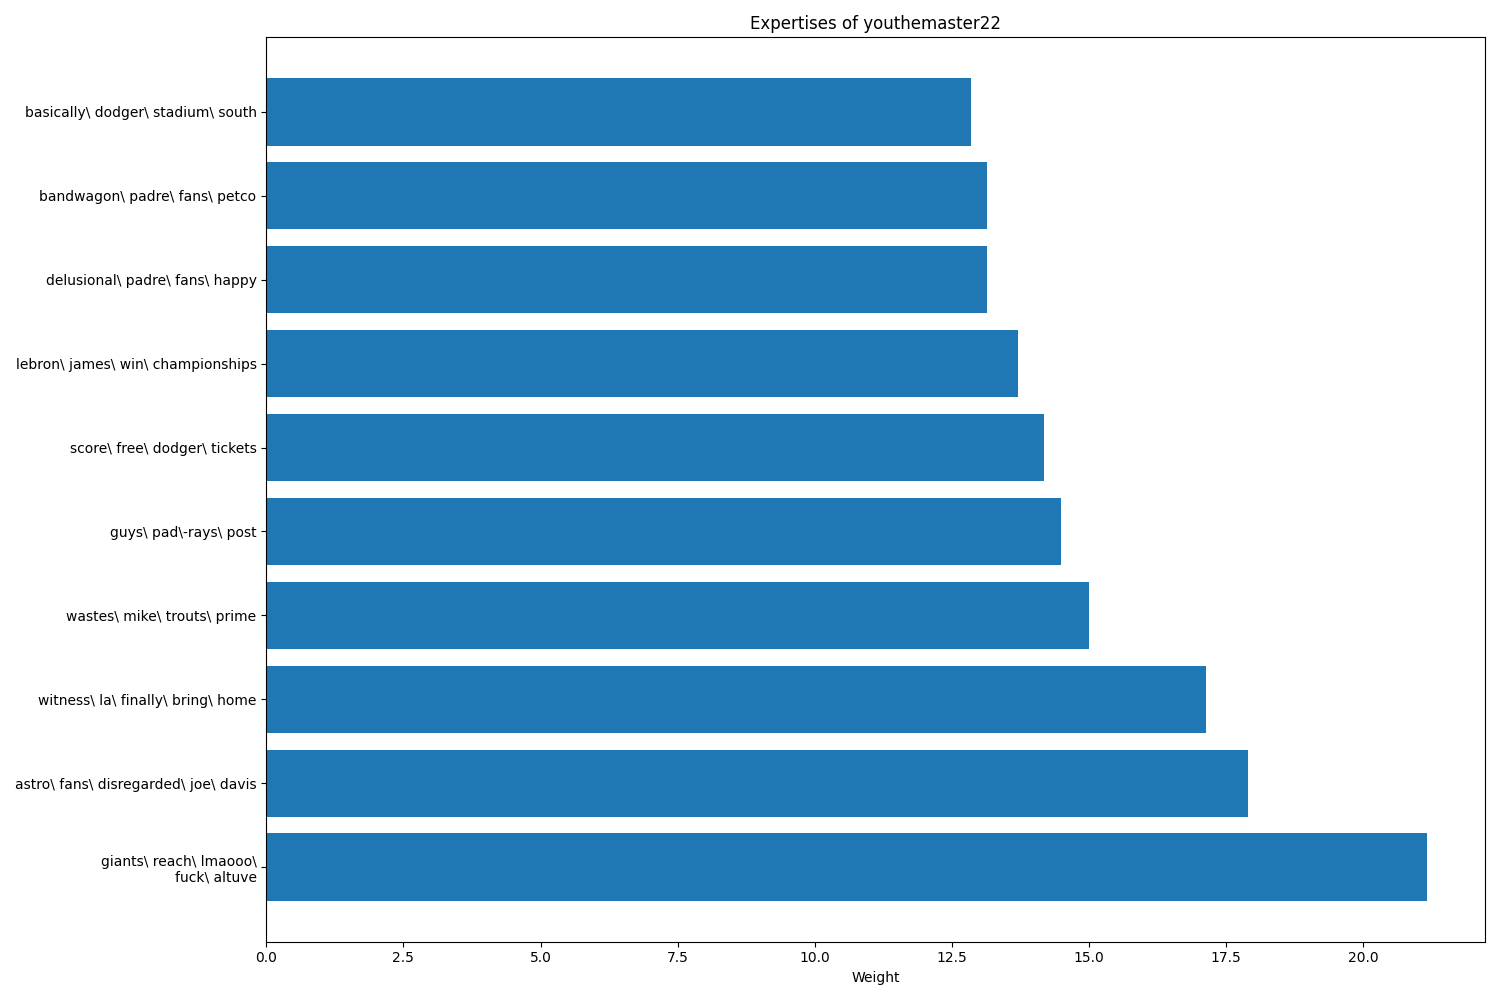 Expertises of youthemaster22
basically\ dodger\ stadium\ south
bandwagon\ padre\ fans\ petco
delusional\ padre\ fans\ happy
lebron\ james\ win\ championships
score\ free\ dodger\ tickets
guys\ pad\-rays\ post
wastes\ mike\ trouts\ prime
witness\ la\ finally\ bring\ home
astro\ fans\ disregarded\ joe\ davis
giants\ reach\ lmaooo\
fuck\ altuve
0.0 2.5 5.0 7.5 10.0 12.5 15.0 17.5 20.0
Weight